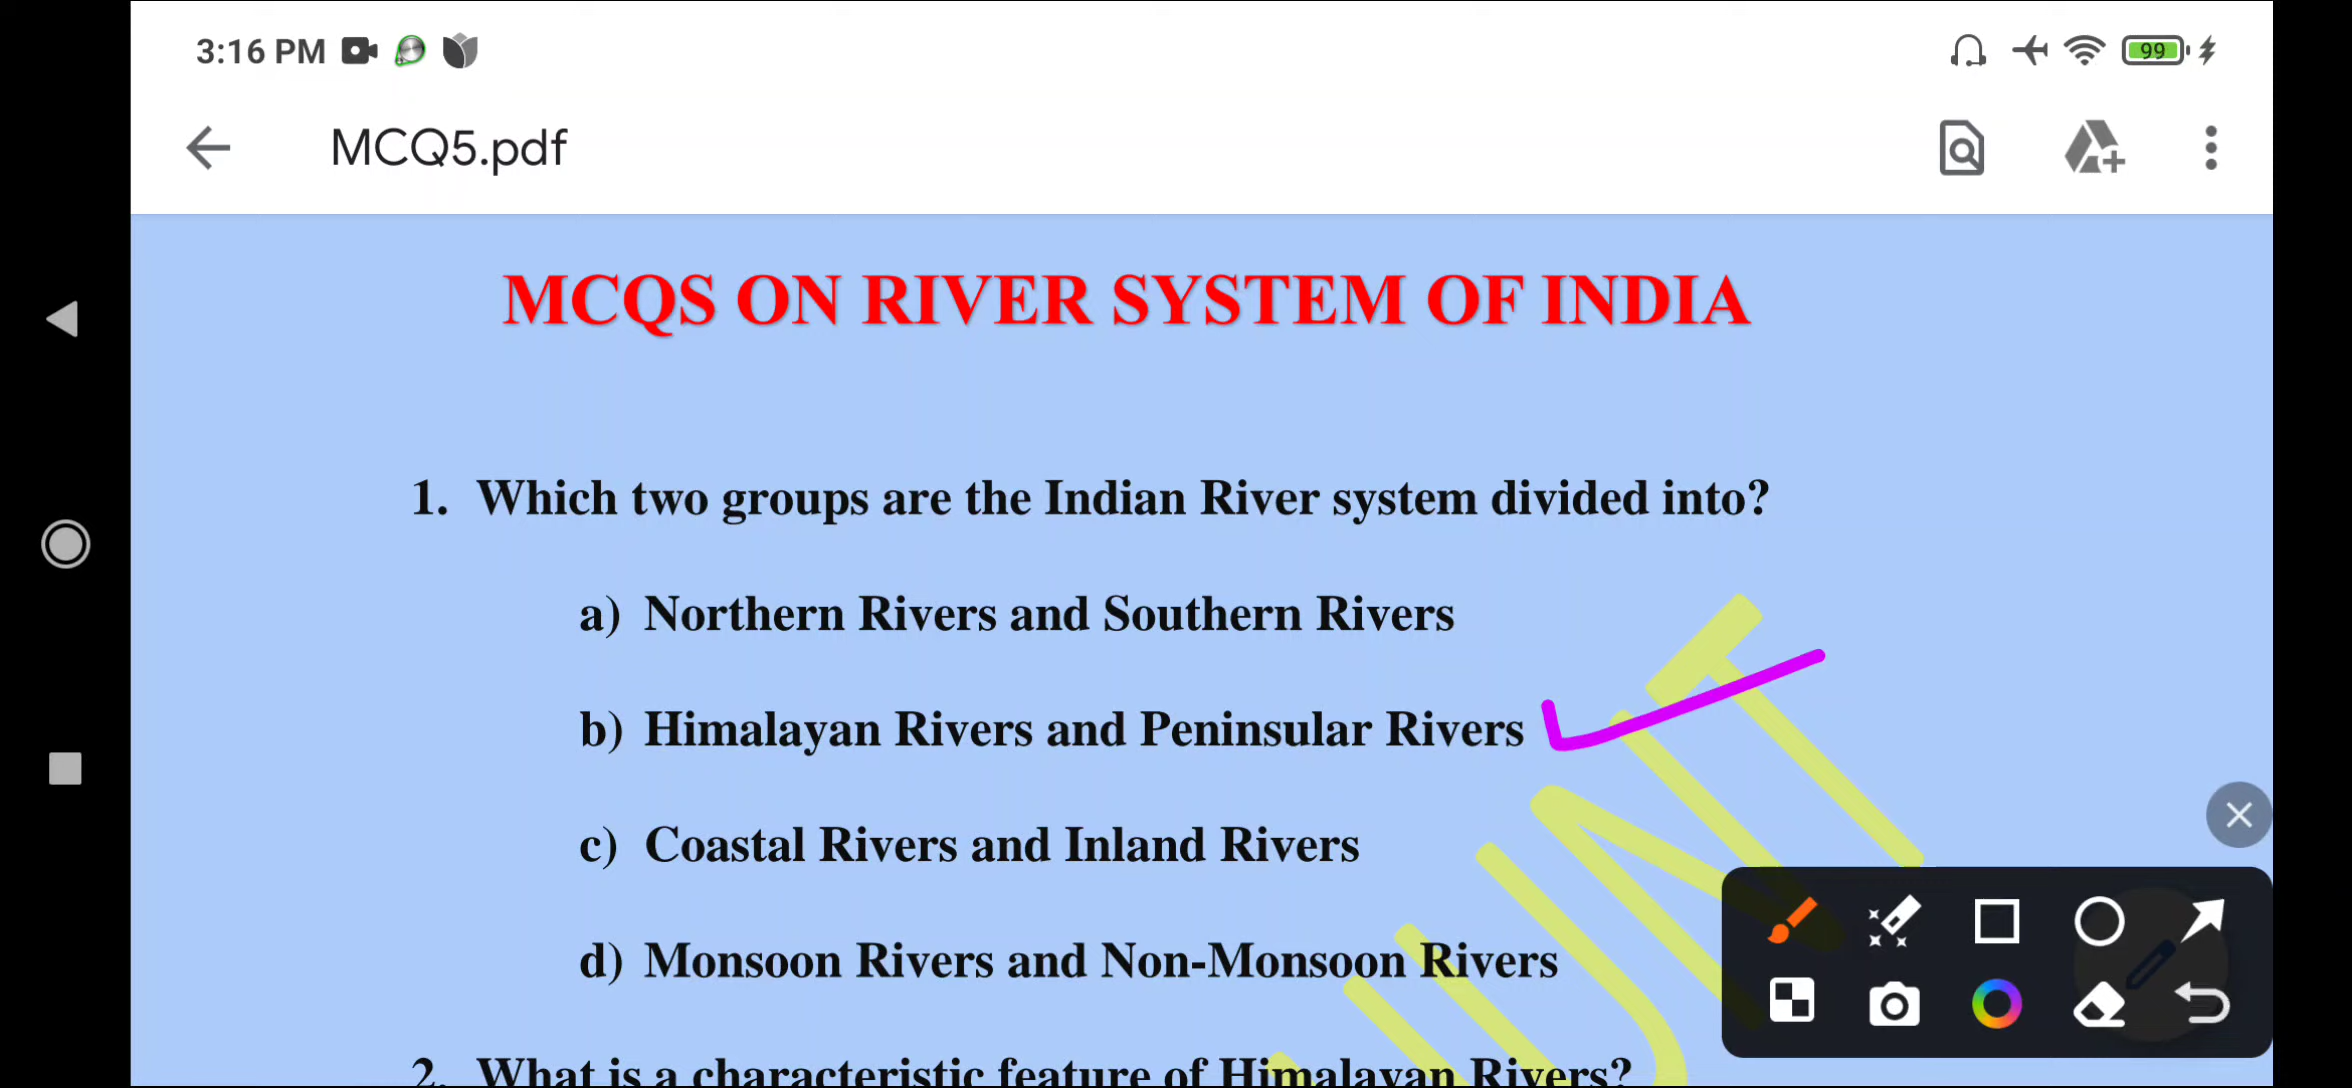 3:16 PM
99
MCQ5.pdf
MCQS ON RIVER SYSTEM OF INDIA
1. Which two groups are the Indian River system divided into?
a) Northern Rivers and Southern Rivers
b) Himalayan Rivers and Peninsular Rivers
c) Coastal Rivers and Inland Rivers
d) Monsoon Rivers and Non-Monsoon Rivers
2. What is a characteristic feature of Himalayan Rivers?